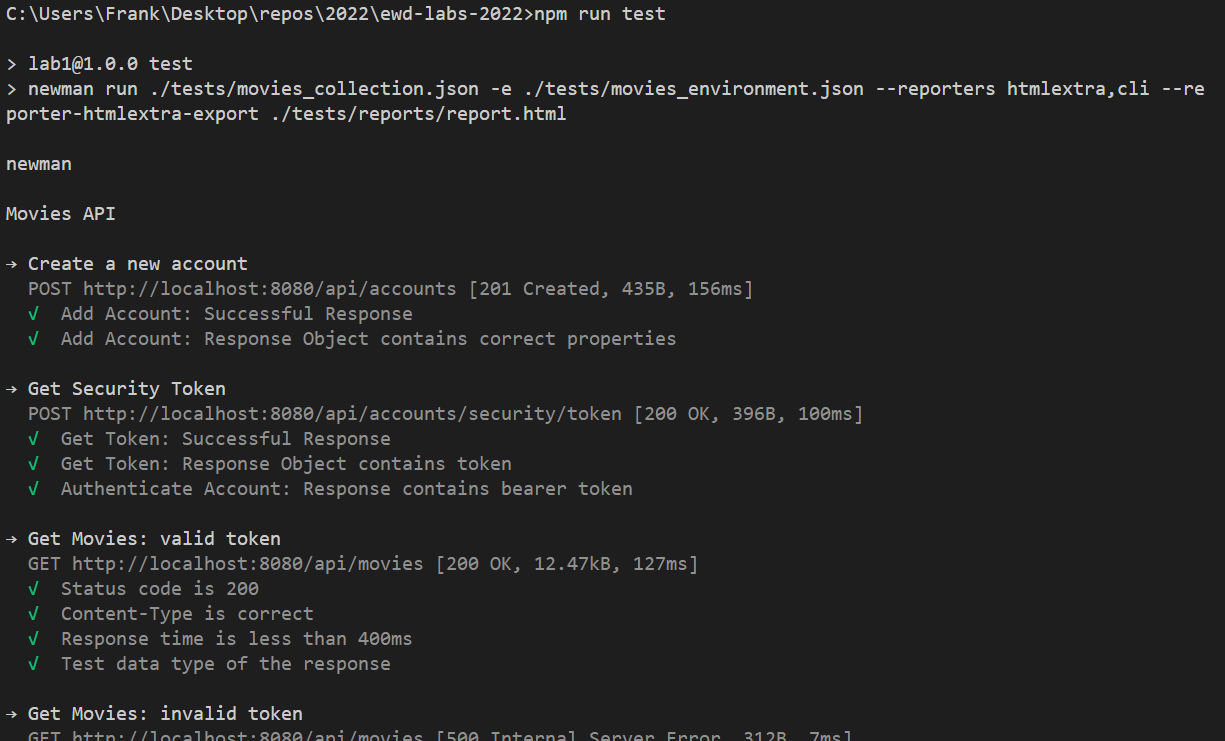 C:\Users\Frank\Desktop\repos\2022\ewd-labs-2022>npm run test
> lab1@1.0.0 test
> newman run ./tests/movies_collection.json -e ./tests/movies_environment.json --reporters htmlextra,cli --re
porter-htmlextra-export ./tests/reports/report.html
newman
Movies API
→ Create a new account
POST http://localhost:8080/api/accounts [201 Created, 435B, 156ms]
√ Add Account: Successful Response
√ Add Account: Response Object contains correct properties
→ Get Security Token
POST http://localhost:8080/api/accounts/security/token [200 OK, 396B, 100ms]
√ Get Token: Successful Response
√ Get Token: Response Object contains token
√ Authenticate Account: Response contains bearer token
→ Get Movies: valid token
GET http://localhost:8080/api/movies [200 OK, 12.47kB, 127ms]
√ Status code is 200
√ Content-Type is correct
√ Response time is less than 400ms
√ Test data type of the response
→ Get Movies: invalid token
GET http://localhost:8080/api/movies [500 Internal Server Error, 312B, 7ms]